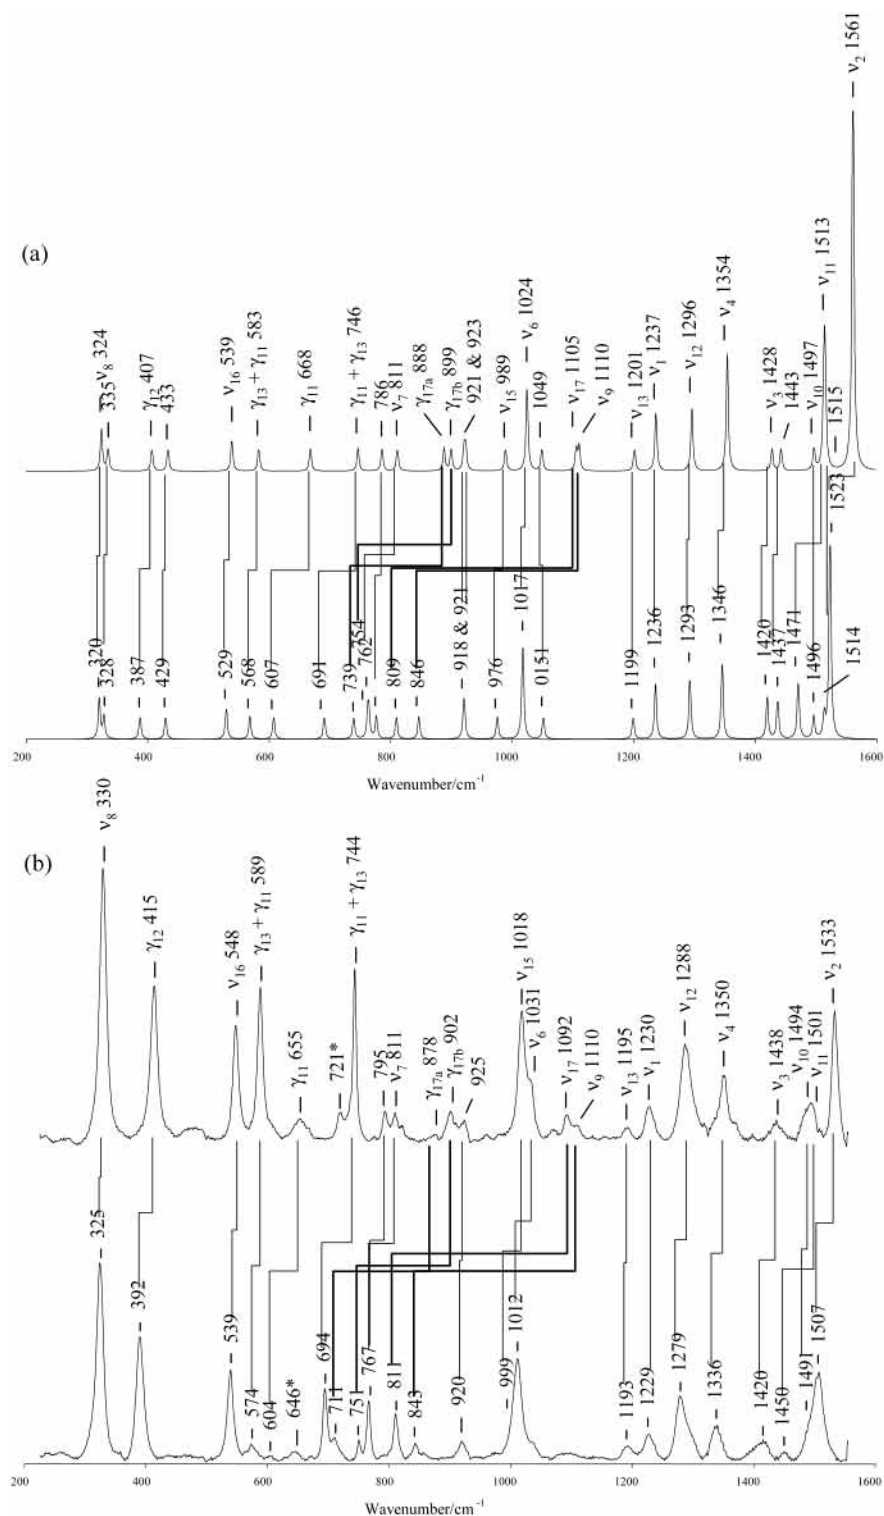 (a)
ν8 324
335
γ12 407
433
ν16 539
γ13 + γ11 583
γ11 668
γ11 + γ13 746
786
ν7 811
γ17a 888
γ17b 899
921 & 923
ν15 989
ν6 1024
1049
ν17 1105
ν9 1110
ν13 1201
ν1 1237
ν12 1296
ν4 1354
ν3 1428
1443
ν10 1497
ν11 1513
1515
ν2 1561
1523
320
328
387
429
529
568
607
691
739
754
762
809
846
918 & 921
976
1017
0151
1199
1236
1293
1346
1420
1437
1471
1496
1514
200 400 600 800 1000 1200 1400 1600
Wavenumber/cm-1
(b)
ν8 330
γ12 415
ν16 548
γ13 + γ11 589
γ11 655
721*
γ11 + γ13 744
795
ν7 811
γ17a 878
γ17b 902
925
ν15 1018
ν6 1031
ν17 1092
ν9 1110
ν13 1195
ν1 1230
ν12 1288
ν4 1350
ν3 1438
ν10 1494
ν11 1501
ν2 1533
325
392
539
574
604
646*
694
711
751
767
811
843
920
999
1012
1193
1229
1279
1336
1420
1450
1491
1507
200 400 600 800 1000 1200 1400 1600
Wavenumber/cm-1